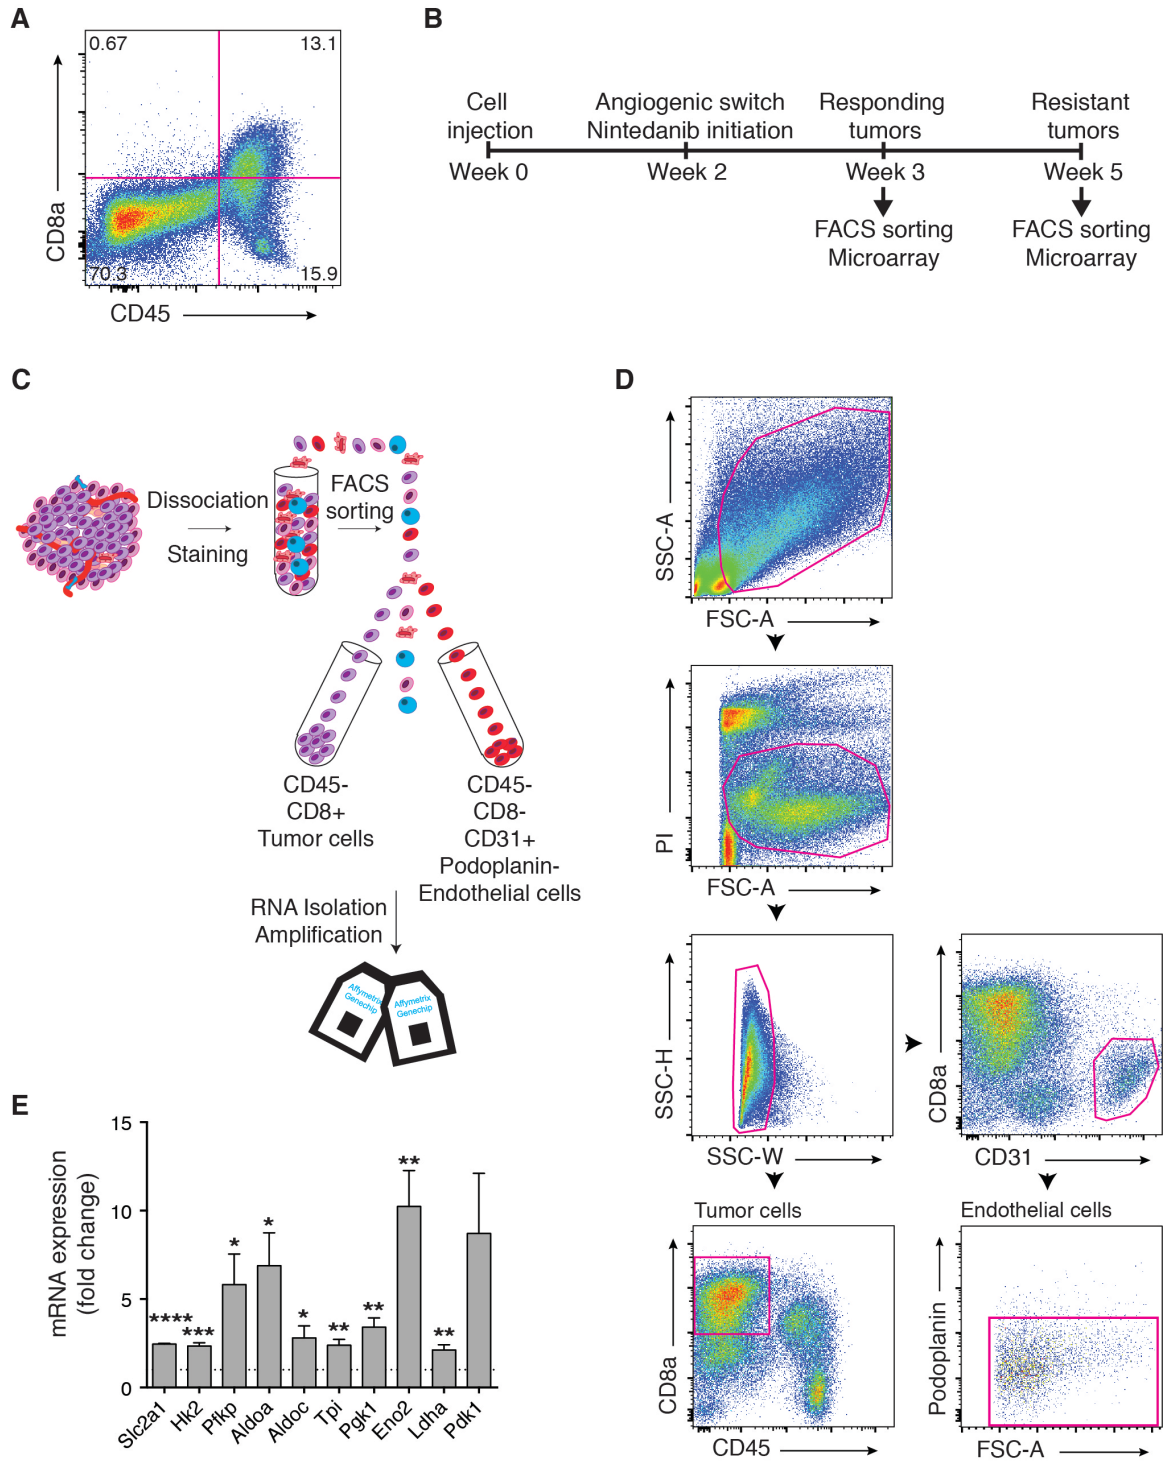 A
0.67
13.1
70.3
15.9
CD8a
CD45
B
Cell
injection
Week 0
Angiogenic switch
Nintedanib initiation
Week 2
Responding
tumors
Week 3
FACS sorting
Microarray
Resistant
tumors
Week 5
FACS sorting
Microarray
C
Dissociation
Staining
FACS
sorting
CD45-
CD8+
Tumor cells
CD45-
CD8-
CD31+
Podoplanin-
Endothelial cells
RNA Isolation
Amplification
Affymetrix
Genechip
Affymetrix
Genechip
D
SSC-A
FSC-A
PI
FSC-A
SSC-H
SSC-W
CD8a
CD31
Tumor cells
CD8a
CD45
Endothelial cells
Podoplanin
FSC-A
E
mRNA expression
(fold change)
15
10
5
0
****
***
*
*
*
**
**
**
**
Slc2a1
Hk2
Pfkp
Aldoa
Aldoc
Tpi
Pgk1
Eno2
Ldha
Pdk1